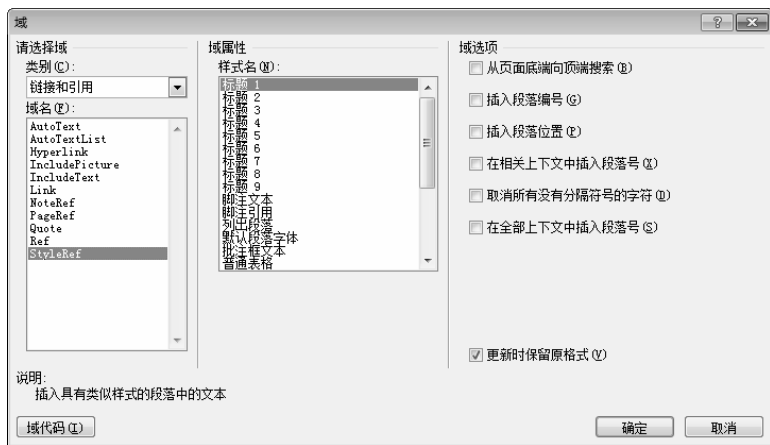 域
请选择域
类别(C):
链接和引用
域名(F):
AutoText
AutoTextList
Hyperlink
IncludePicture
IncludeText
Link
NoteRef
PageRef
Quote
Ref
StyleRef
域属性
样式名(N):
标题 1
标题 2
标题 3
标题 4
标题 5
标题 6
标题 7
标题 8
标题 9
脚注文本
脚注引用
列出段落
默认段落字体
批注框文本
普通表格
域选项
从页面底端向顶端搜索(B)
插入段落编号(G)
插入段落位置(P)
在相关上下文中插入段落号(X)
取消所有没有分隔符号的字符(D)
在全部上下文中插入段落号(S)
更新时保留原格式(V)
说明:
插入具有类似样式的段落中的文本
域代码(I)
确定
取消